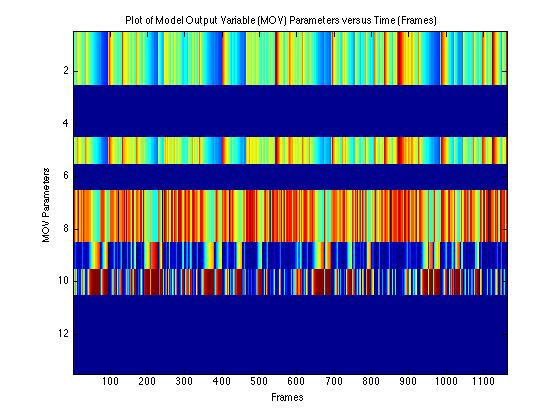 Plot of Model Output Variable (MOV) Parameters versus Time (Frames)
2
4
6
8
10
12
MOV Parameters
100 200 300 400 500 600 700 800 900 1000 1100
Frames